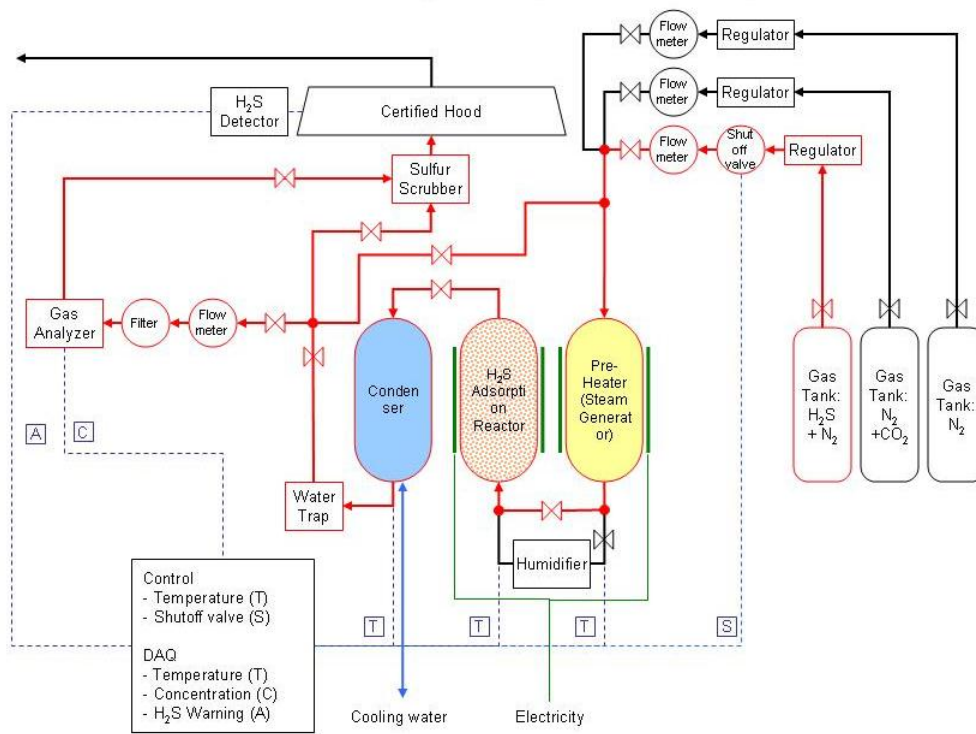 Flow
meter
Regulator
Flow
meter
Regulator
H₂S
Detector
Certified Hood
Flow
meter
Shut
off
valve
Regulator
Sulfur
Scrubber
Gas
Analyzer
Filter
Flow
meter
Conden
ser
H₂S
Adsorpti
on
Reactor
Pre-
Heater
(Steam
Generat
or)
Gas
Tank:
H₂S
+ N₂
Gas
Tank:
N₂
+CO₂
Gas
Tank:
N₂
A
C
Water
Trap
Humidifier
Control
- Temperature (T)
- Shutoff valve (S)
DAQ
- Temperature (T)
- Concentration (C)
- H₂S Warning (A)
T
T
T
S
Cooling water
Electricity